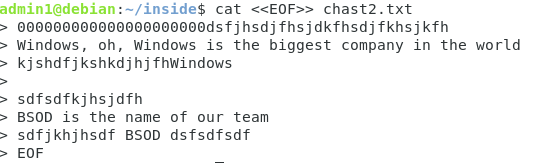 admin1@debian:~/inside$ cat <<EOF>> chast2.txt
> 000000000000000000000dsfjhsdjfhsjdkfhsdjfkhsjkfh
> Windows, oh, Windows is the biggest company in the world
> kjshdfjkshkdjhjfhWindows
>
> sdfsdfkjhsjdfh
> BSOD is the name of our team
> sdfjkhjhsdf BSOD dsfsdfsdf
> EOF